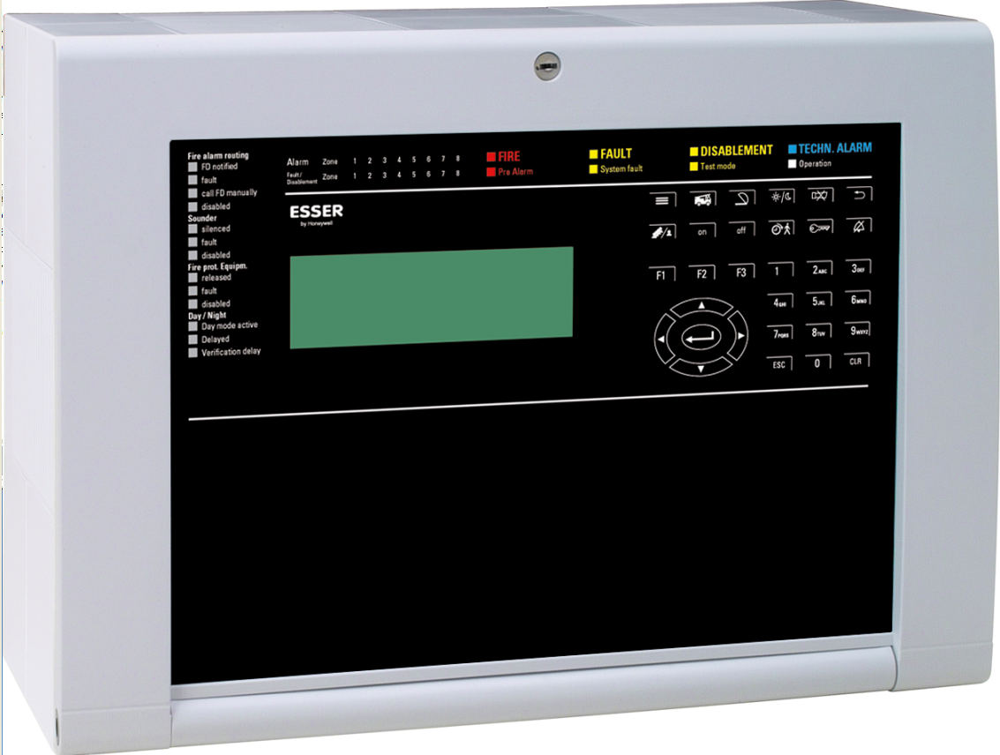 Fire alarm routing
FD notified
fault
call FD manually
disabled
Sounder
silenced
fault
disabled
Fire prot. Equipm.
released
fault
disabled
Day / Night
Day mode active
Delayed
Verification delay
Alarm Zone 1 2 3 4 5 6 7 8
Fault / Disablement Zone 1 2 3 4 5 6 7 8
FIRE
Pre Alarm
FAULT
System fault
DISABLEMENT
Test mode
TECHN. ALARM
Operation
ESSER
by Honeywell
on off
F1 F2 F3 1 2ABC 3DEF
4GHI 5JKL 6MNO
7PQRS 8TUV 9WXYZ
ESC 0 CLR